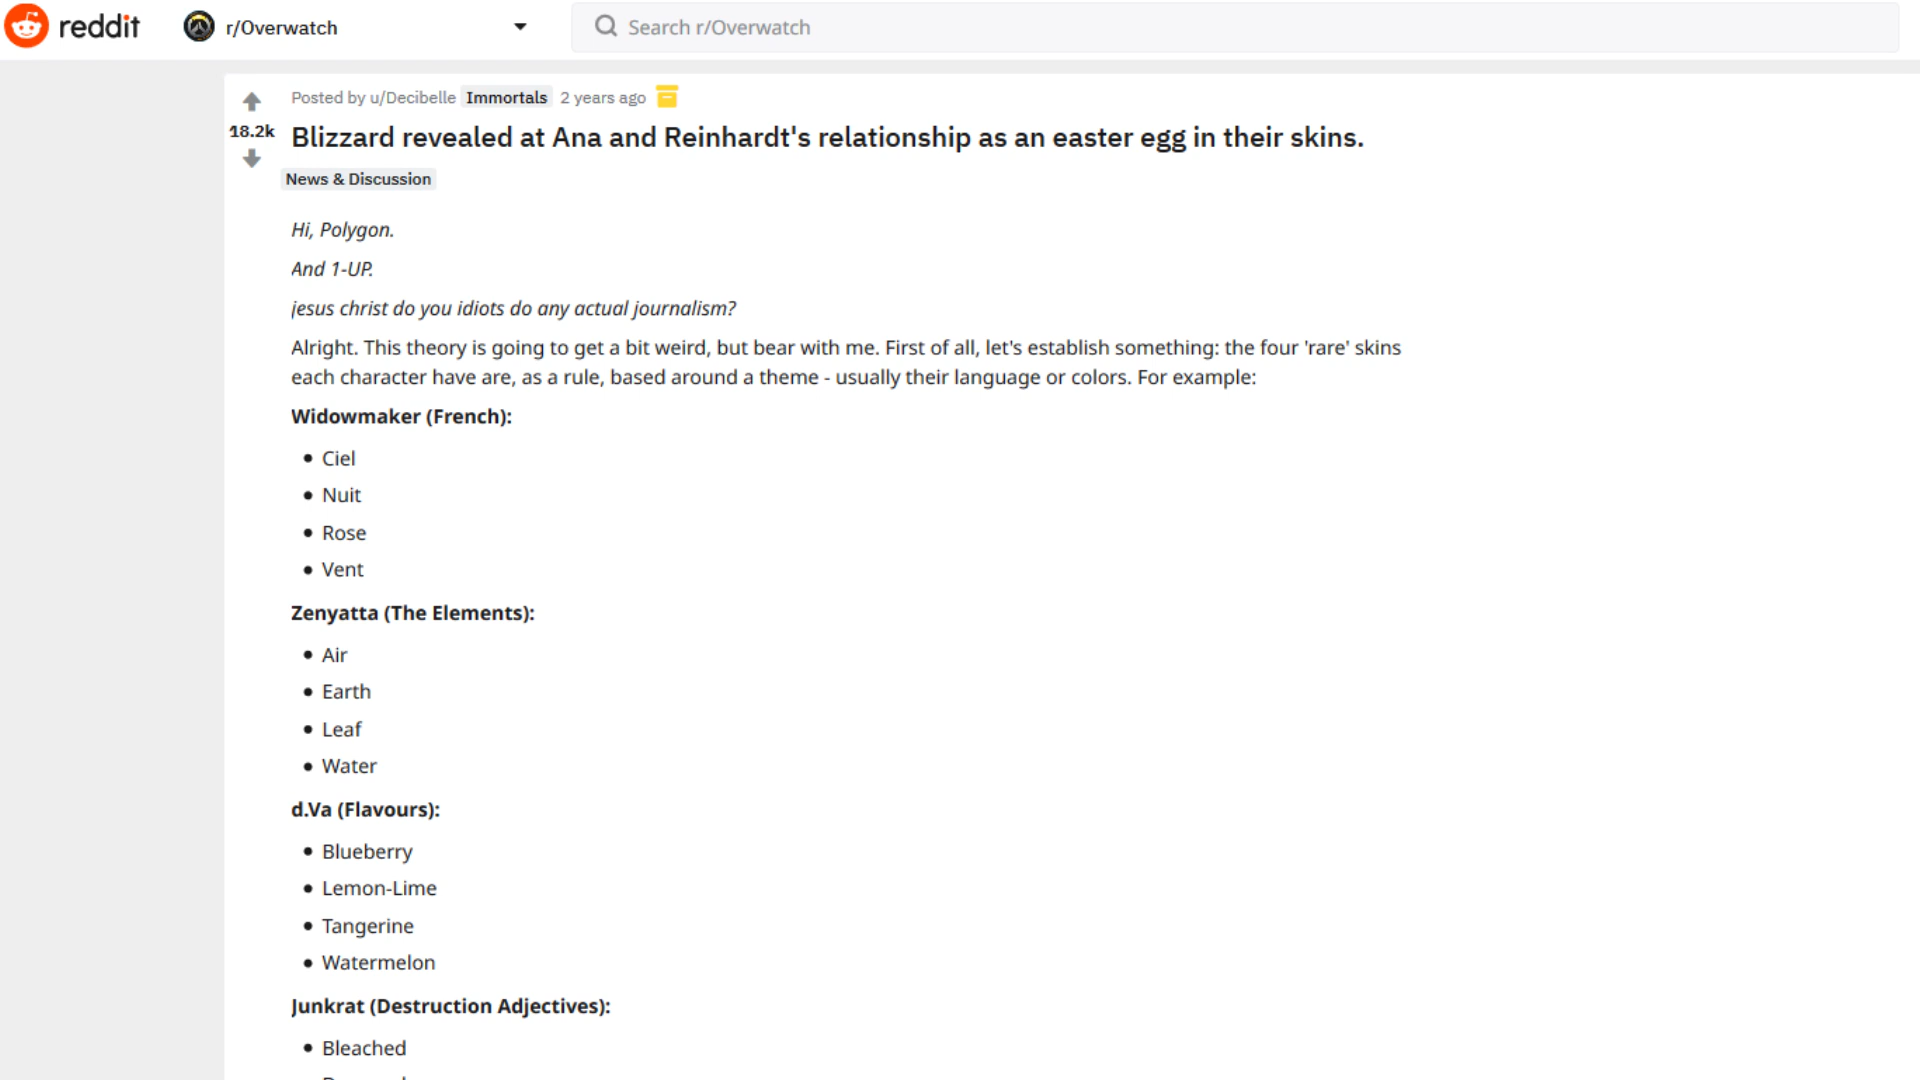 reddit
r/Overwatch
Search r/Overwatch
Posted by u/Decibelle Immortals 2 years ago
18.2k
Blizzard revealed at Ana and Reinhardt's relationship as an easter egg in their skins.
News & Discussion
Hi, Polygon.
And 1-UP.
jesus christ do you idiots do any actual journalism?
Alright. This theory is going to get a bit weird, but bear with me. First of all, let's establish something: the four 'rare' skins
each character have are, as a rule, based around a theme - usually their language or colors. For example:
Widowmaker (French):
• Ciel
• Nuit
• Rose
• Vent
Zenyatta (The Elements):
• Air
• Earth
• Leaf
• Water
d.Va (Flavours):
• Blueberry
• Lemon-Lime
• Tangerine
• Watermelon
Junkrat (Destruction Adjectives):
• Bleached